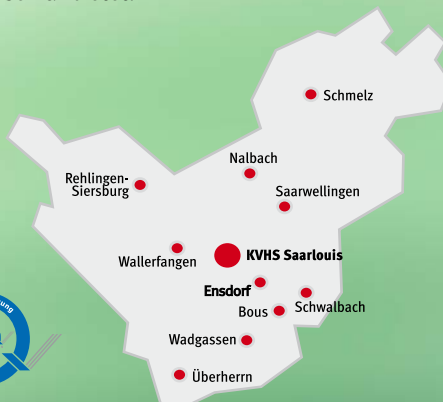 Schmelz
Nalbach
Rehlingen-
Siersburg
Saarwellingen
KVHS Saarlouis
Wallerfangen
Ensdorf
Schwalbach
Bous
Wadgassen
Überherrn